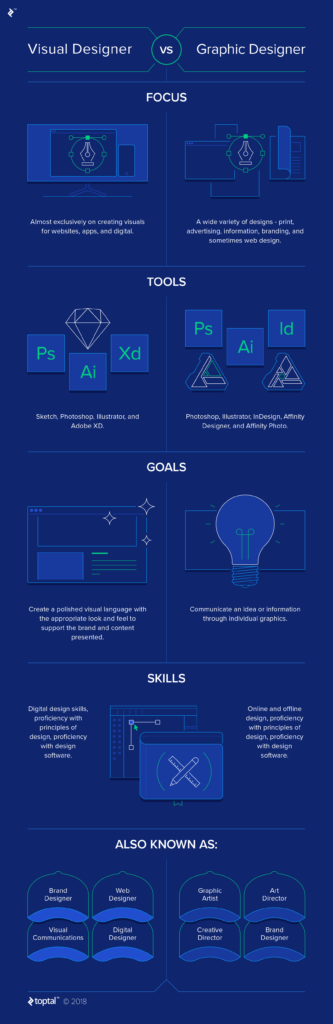 Visual Designer
VS
Graphic Designer
FOCUS
Almost exclusively on creating visuals
for websites, apps, and digital.
A wide variety of designs - print,
advertising, information, branding, and
sometimes web design.
TOOLS
Ps
Ai
Xd
Ps
Ai
Id
Sketch, Photoshop, Illustrator, and
Adobe XD.
Photoshop, Illustrator, InDesign, Affinity
Designer, and Affinity Photo.
GOALS
Create a polished visual language with
the appropriate look and feel to
support the brand and content
presented.
Communicate an idea or information
through individual graphics.
SKILLS
Digital design skills,
proficiency with
principles of
design, proficiency
with design
software.
Online and offline
design, proficiency
with principles of
design, proficiency
with design
software.
ALSO KNOWN AS:
Brand
Designer
Web
Designer
Visual
Communications
Digital
Designer
Graphic
Artist
Art
Director
Creative
Director
Brand
Designer
toptal™ © 2018